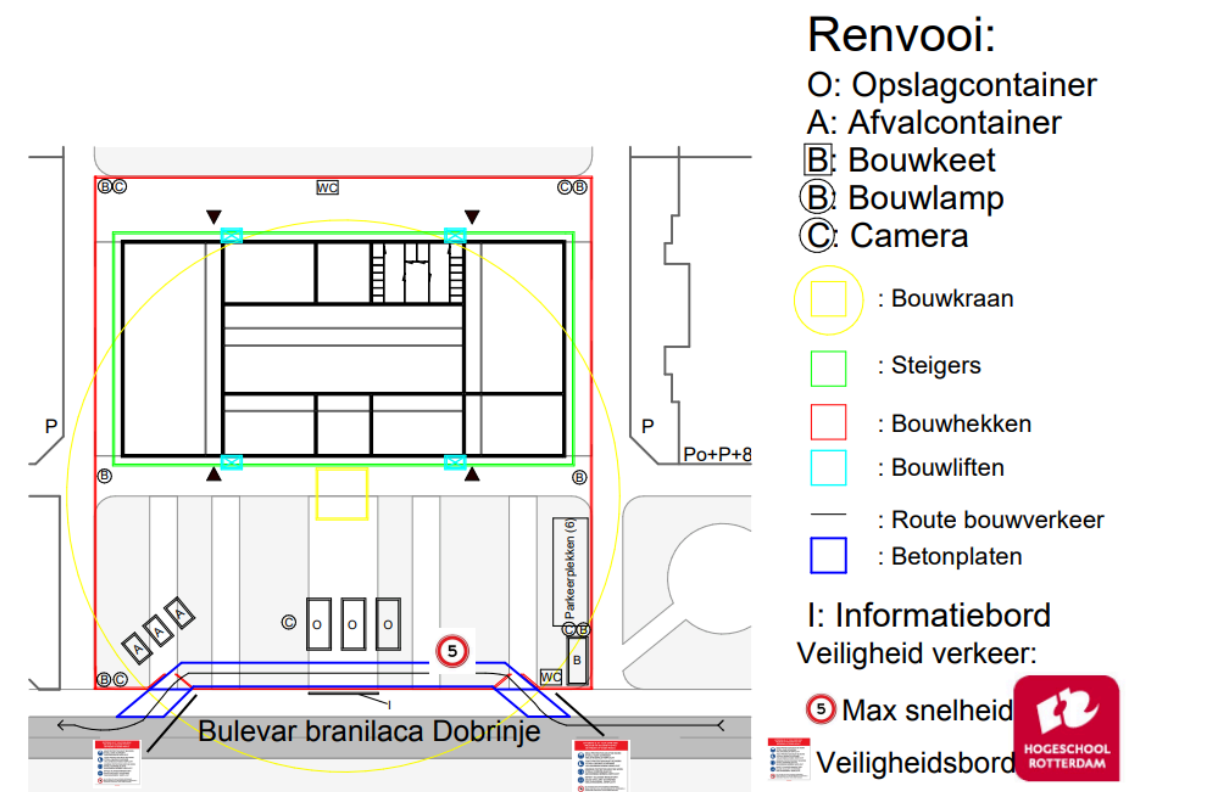 Renvooi:
O: Opslagcontainer
A: Afvalcontainer
B: Bouwkeet
B: Bouwlamp
C: Camera
: Bouwkraan
: Steigers
: Bouwhekken
: Bouwliften
: Route bouwverkeer
: Betonplaten
I: Informatiebord
Veiligheid verkeer:
5 Max snelheid
Veiligheidsbord
HOGESCHOOL
ROTTERDAM
B C WC C B
P P
Po+P+8
B B
Parkeerplekken (6)
A A A
C O O O
C B
5
B
B C WC
I
Bulevar branilaca Dobrinje